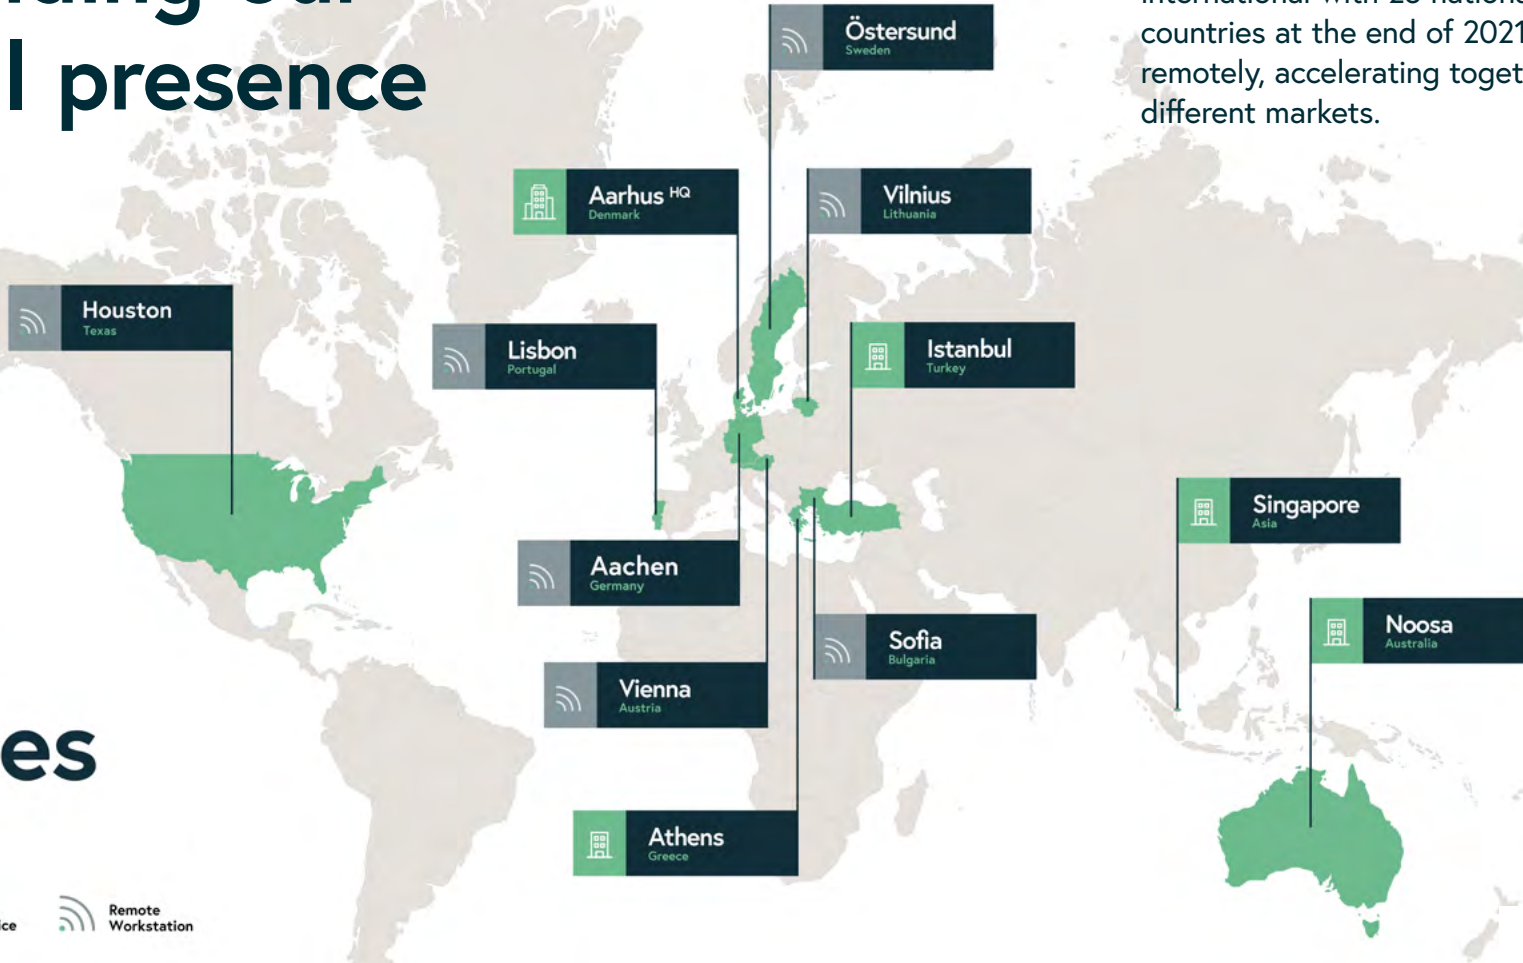 presence
countries at the end of 2021
remotely, accelerating
different markets.
Östersund
Sweden
Aarhus HQ
Denmark
Vilnius
Lithuania
Houston
Texas
Lisbon
Portugal
Istanbul
Turkey
Singapore
Asia
Aachen
Germany
Noosa
Australia
Sofia
Bulgaria
Vienna
Austria
Athens
Greece
Remote
Workstation